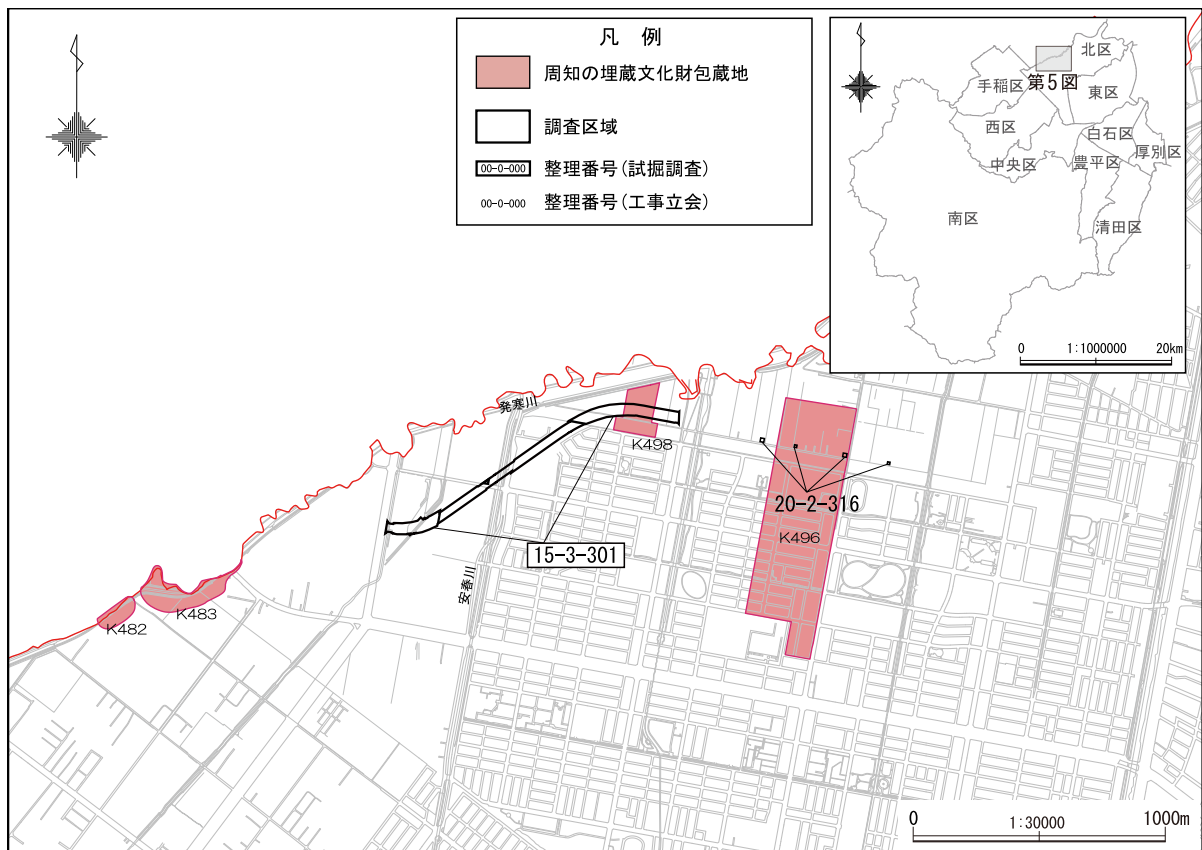 凡 例
周知の埋蔵文化財包蔵地
調査区域
00-0-000 整理番号(試掘調査)
00-0-000 整理番号(工事立会)
北区
手稲区
第5図
東区
西区
白石区
厚別区
中央区
豊平区
南区
清田区
0 1:1000000 20km
発寒川
K498
20-2-316
K496
15-3-301
安春川
K483
K482
0 1:30000 1000m